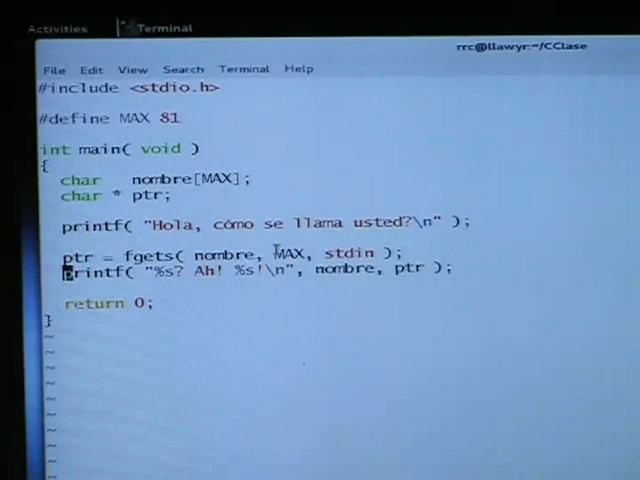 Activities Terminal
rrc@llawyr:~/CClase
File Edit View Search Terminal Help
#include <stdio.h>
#define MAX 81
int main( void )
{
char nombre[MAX];
char * ptr;
printf( "Hola, cómo se llama usted?\n" );
ptr = fgets( nombre, MAX, stdin );
printf( "%s? Ah! %s!\n", nombre, ptr );
return 0;
}
~
~
~
~
~
~
~
~
~
~